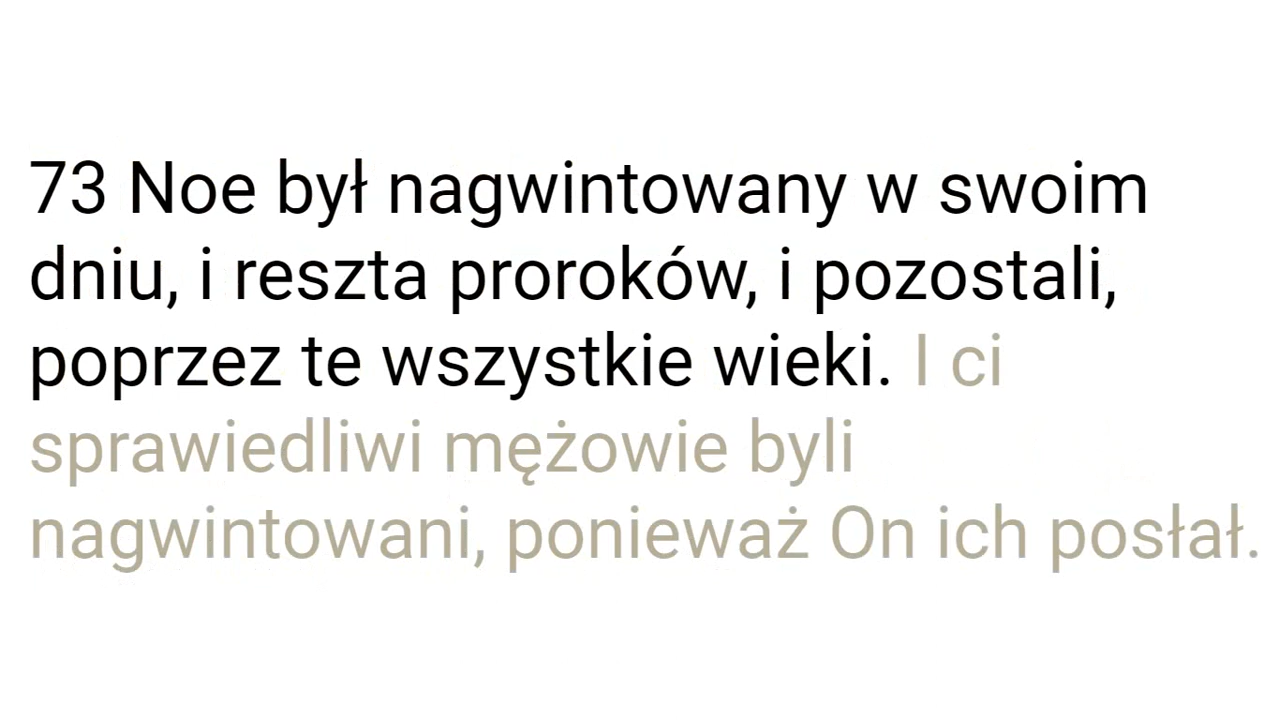 73 Noe był nagwintowany w swoim
dniu, i reszta proroków, i pozostali,
poprzez te wszystkie wieki. I ci
sprawiedliwi mężowie byli
nagwintowani, ponieważ On ich posłał.